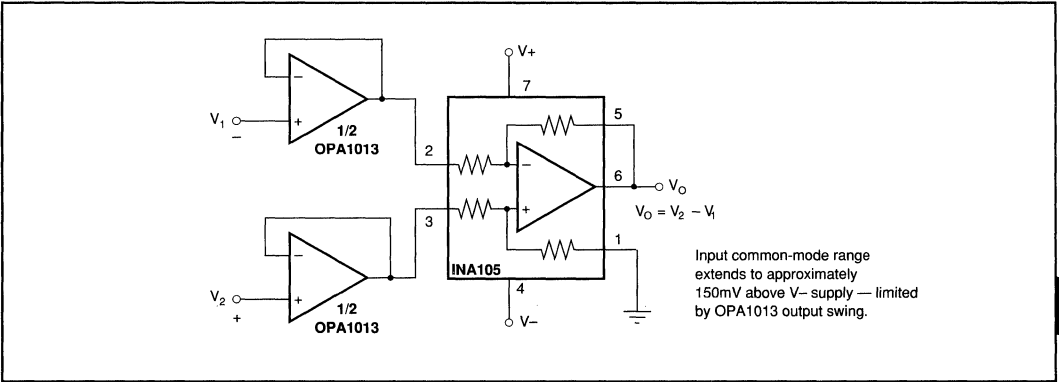 V+
7
−
V1
−
+
1/2
OPA1013
2
5
−
6
VO
VO = V2 − V1
+
3
1
INA105
4
V−
−
V2
+
+
1/2
OPA1013
Input common-mode range
extends to approximately
150mV above V− supply — limited
by OPA1013 output swing.